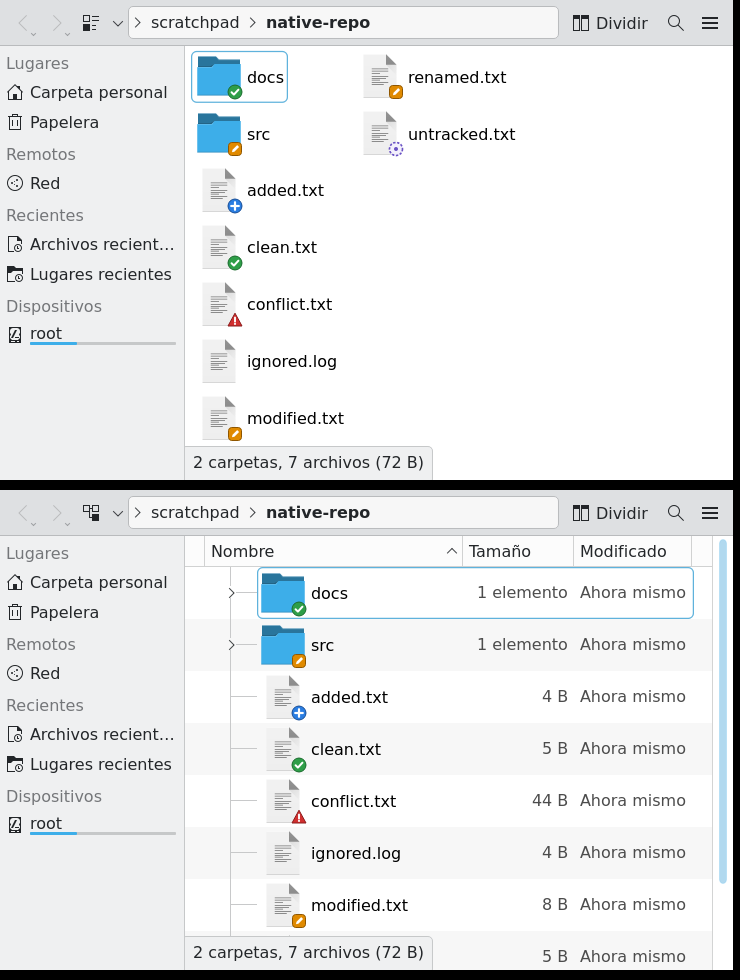 scratchpad > native-repo
Dividir
Lugares
Carpeta personal
Papelera
Remotos
Red
Recientes
Archivos recient...
Lugares recientes
Dispositivos
root
docs
src
added.txt
clean.txt
conflict.txt
ignored.log
modified.txt
renamed.txt
untracked.txt
2 carpetas, 7 archivos (72 B)
scratchpad > native-repo
Dividir
Lugares
Carpeta personal
Papelera
Remotos
Red
Recientes
Archivos recient...
Lugares recientes
Dispositivos
root
Nombre Tamaño Modificado
docs 1 elemento Ahora mismo
src 1 elemento Ahora mismo
added.txt 4 B Ahora mismo
clean.txt 5 B Ahora mismo
conflict.txt 44 B Ahora mismo
ignored.log 4 B Ahora mismo
modified.txt 8 B Ahora mismo
5 B Ahora mismo
2 carpetas, 7 archivos (72 B)